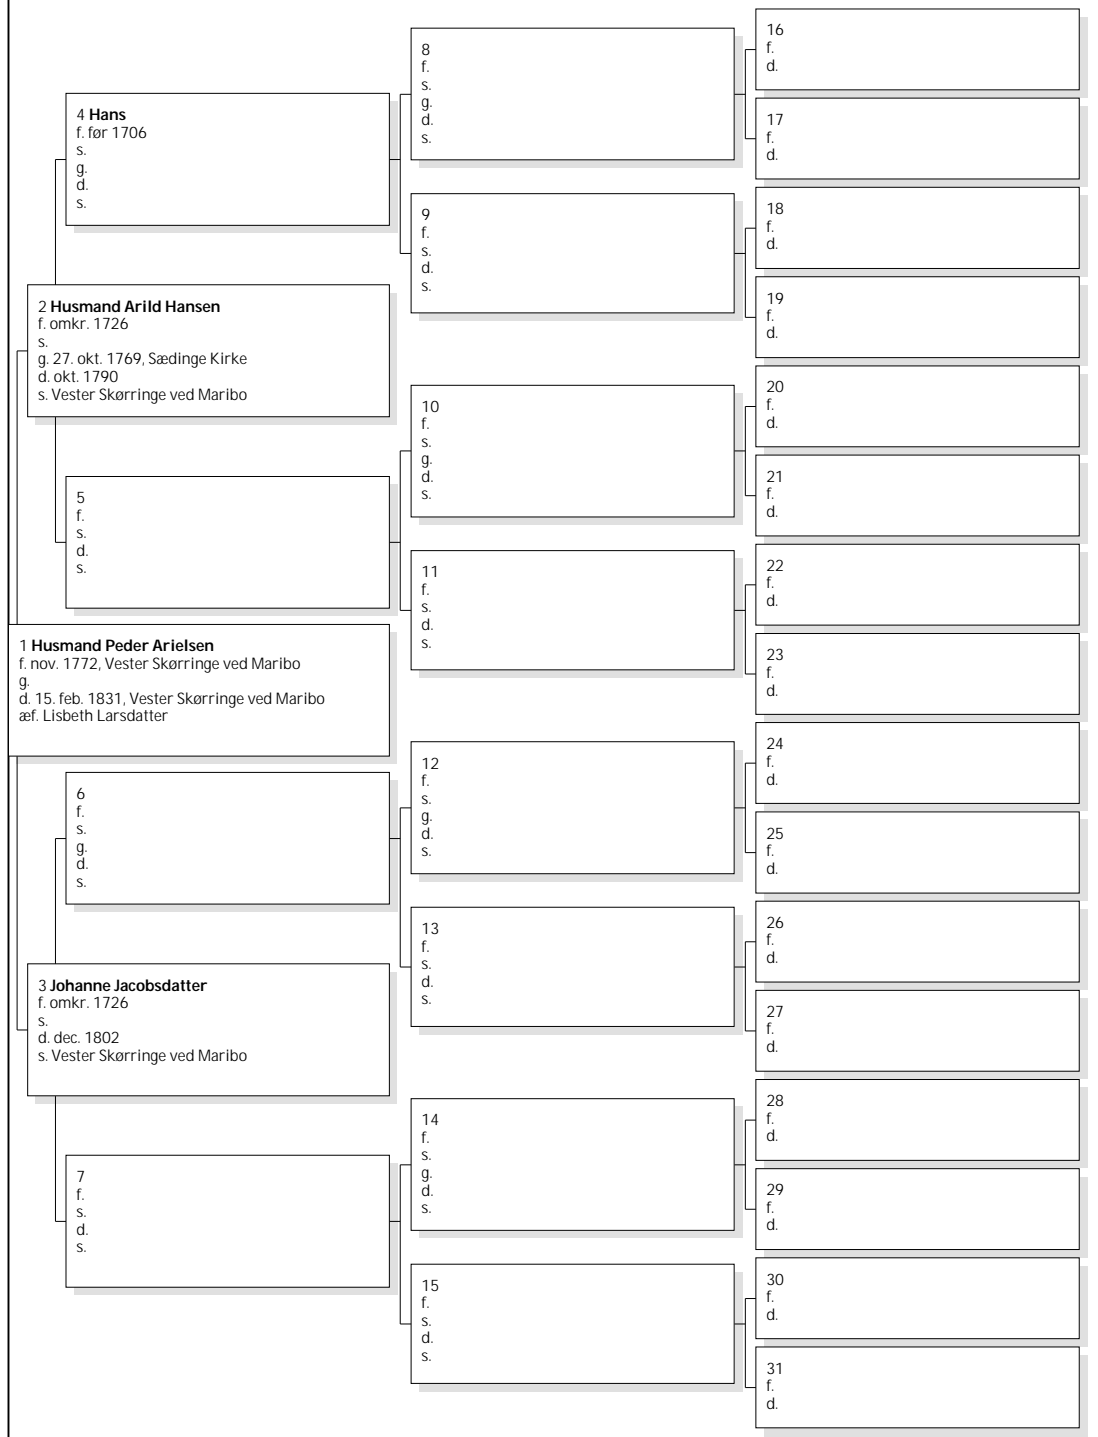 16
f.
d.
8
f.
s.
g.
d.
s.
17
f.
d.
4 Hans
f. før 1706
s.
g.
d.
s.
18
f.
d.
9
f.
s.
d.
s.
19
f.
d.
2 Husmand Arild Hansen
f. omkr. 1726
s.
g. 27. okt. 1769, Sædinge Kirke
d. okt. 1790
s. Vester Skørringe ved Maribo
20
f.
d.
10
f.
s.
g.
d.
s.
21
f.
d.
5
f.
s.
d.
s.
22
f.
d.
11
f.
s.
d.
s.
23
f.
d.
1 Husmand Peder Arielsen
f. nov. 1772, Vester Skørringe ved Maribo
g.
d. 15. feb. 1831, Vester Skørringe ved Maribo
æf. Lisbeth Larsdatter
24
f.
d.
12
f.
s.
g.
d.
s.
25
f.
d.
6
f.
s.
g.
d.
s.
26
f.
d.
13
f.
s.
d.
s.
27
f.
d.
3 Johanne Jacobsdatter
f. omkr. 1726
s.
d. dec. 1802
s. Vester Skørringe ved Maribo
28
f.
d.
14
f.
s.
g.
d.
s.
29
f.
d.
7
f.
s.
d.
s.
30
f.
d.
15
f.
s.
d.
s.
31
f.
d.